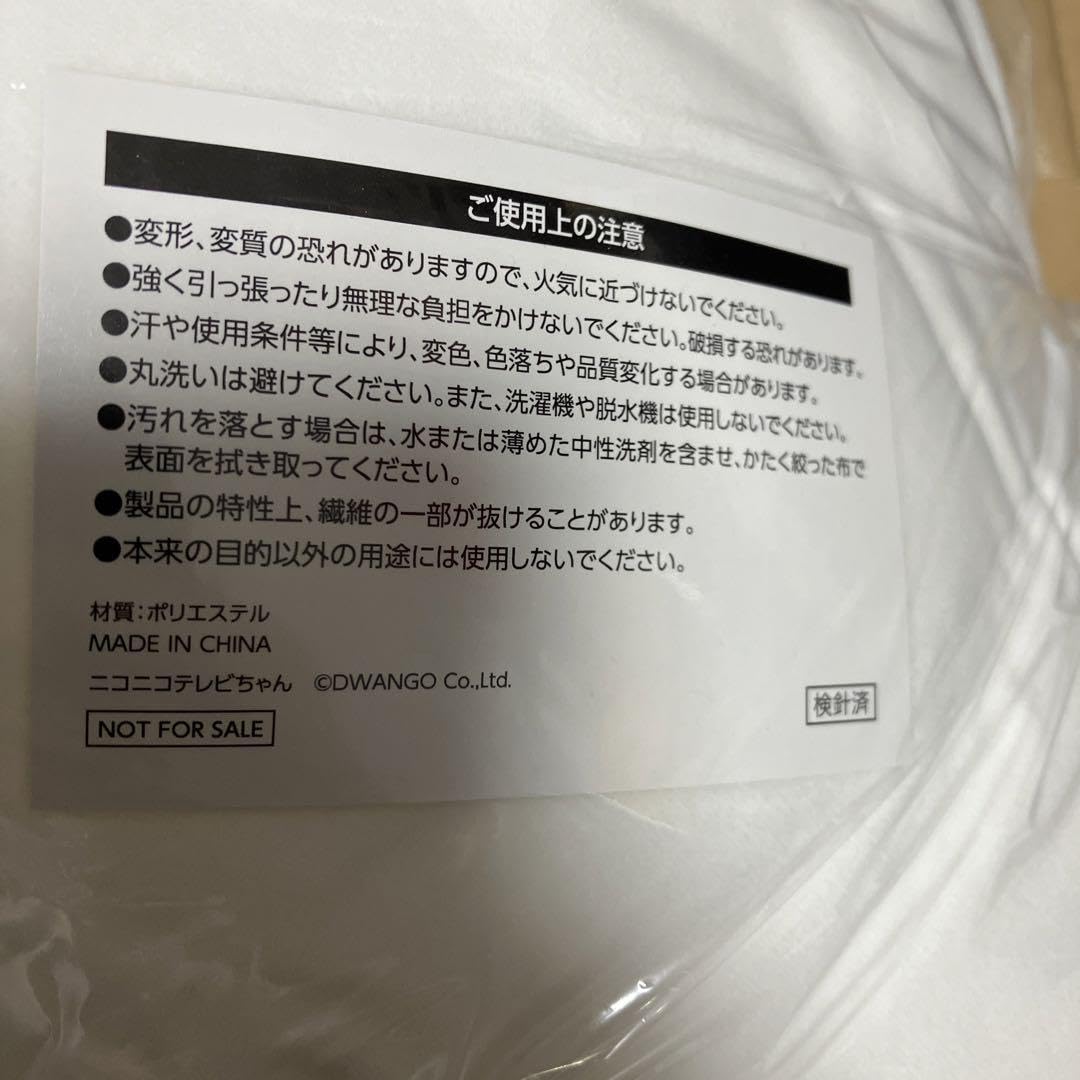 ご使用上の注意
●変形、変質の恐れがありますので、火気に近づけないでください。
●強く引っ張ったり無理な負担をかけないでください。破損する恐れがあります。
●汗や使用条件等により、変色、色落ちや品質変化する場合があります。
●丸洗いは避けてください。また、洗濯機や脱水機は使用しないでください。
●汚れを落とす場合は、水または薄めた中性洗剤を含ませ、かたく絞った布で
表面を拭き取ってください。
●製品の特性上、繊維の一部が抜けることがあります。
●本来の目的以外の用途には使用しないでください。
材質：ポリエステル
MADE IN CHINA
ニコニコテレビちゃん ©DWANGO Co.,Ltd.
検針済
NOT FOR SALE